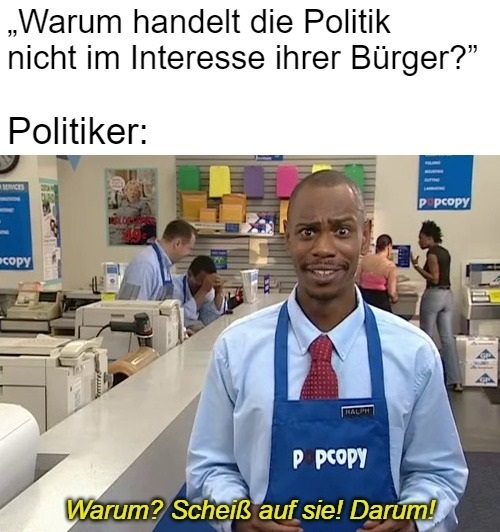 „Warum handelt die Politik
nicht im Interesse ihrer Bürger?”
Politiker:
SERVICES
popcopy
pcopy
RALPH
popcopy
Warum? Scheiß auf sie! Darum!